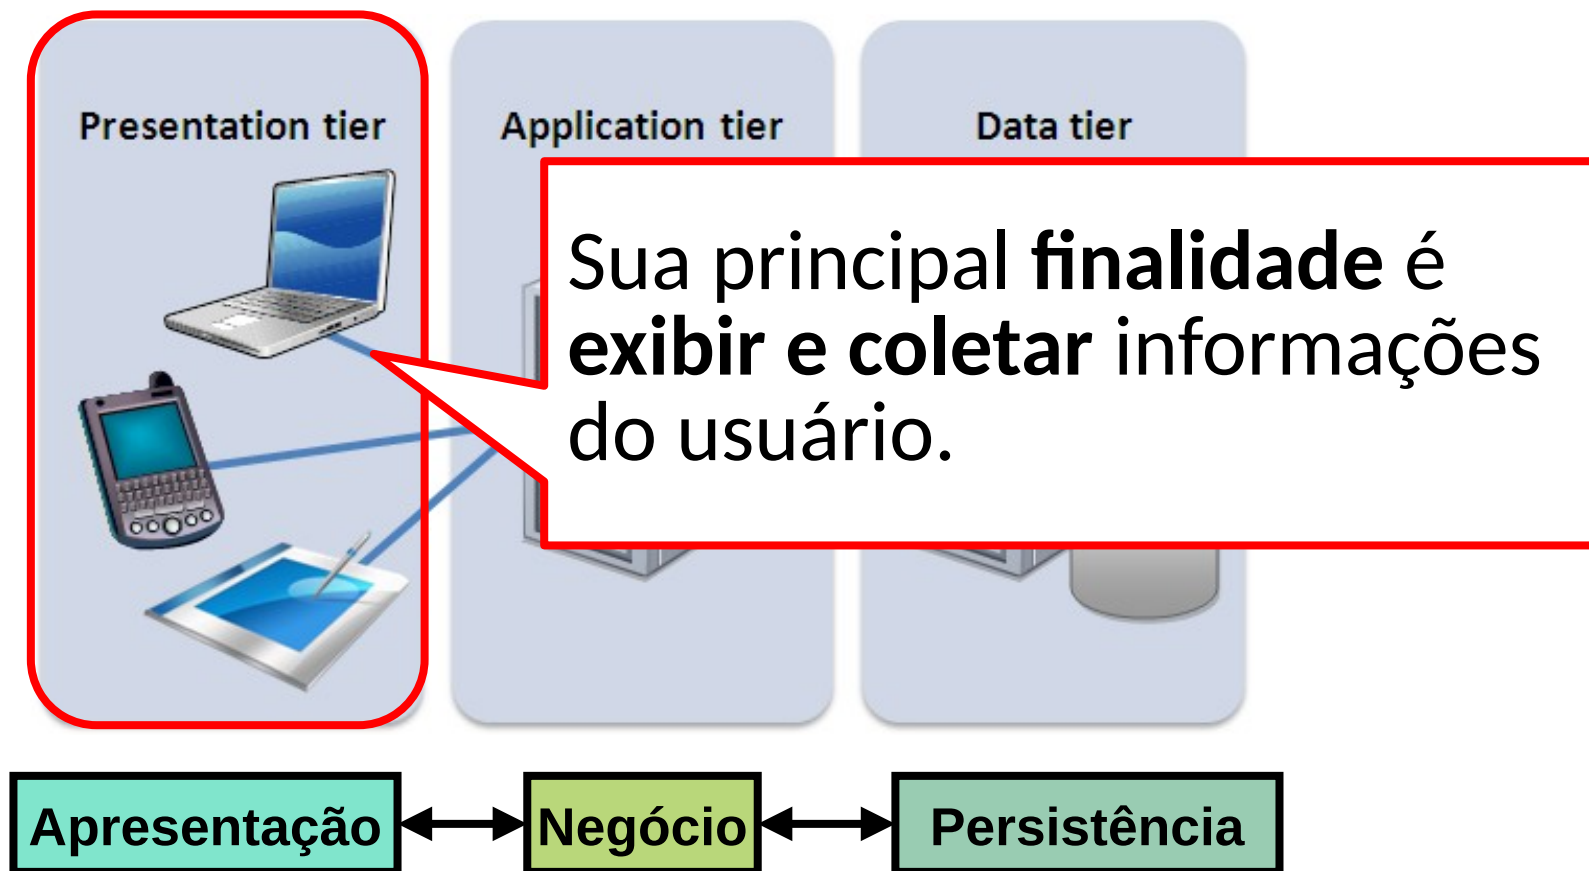 Presentation tier
Application tier
Data tier
Sua principal finalidade é
exibir e coletar informações
do usuário.
Apresentação
Negócio
Persistência